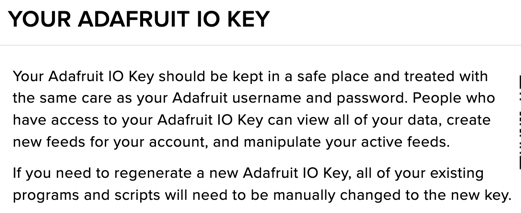 YOUR ADAFRUIT IO KEY
Your Adafruit IO Key should be kept in a safe place and treated with
the same care as your Adafruit username and password. People who
have access to your Adafruit IO Key can view all of your data, create
new feeds for your account, and manipulate your active feeds.
If you need to regenerate a new Adafruit IO Key, all of your existing
programs and scripts will need to be manually changed to the new key.